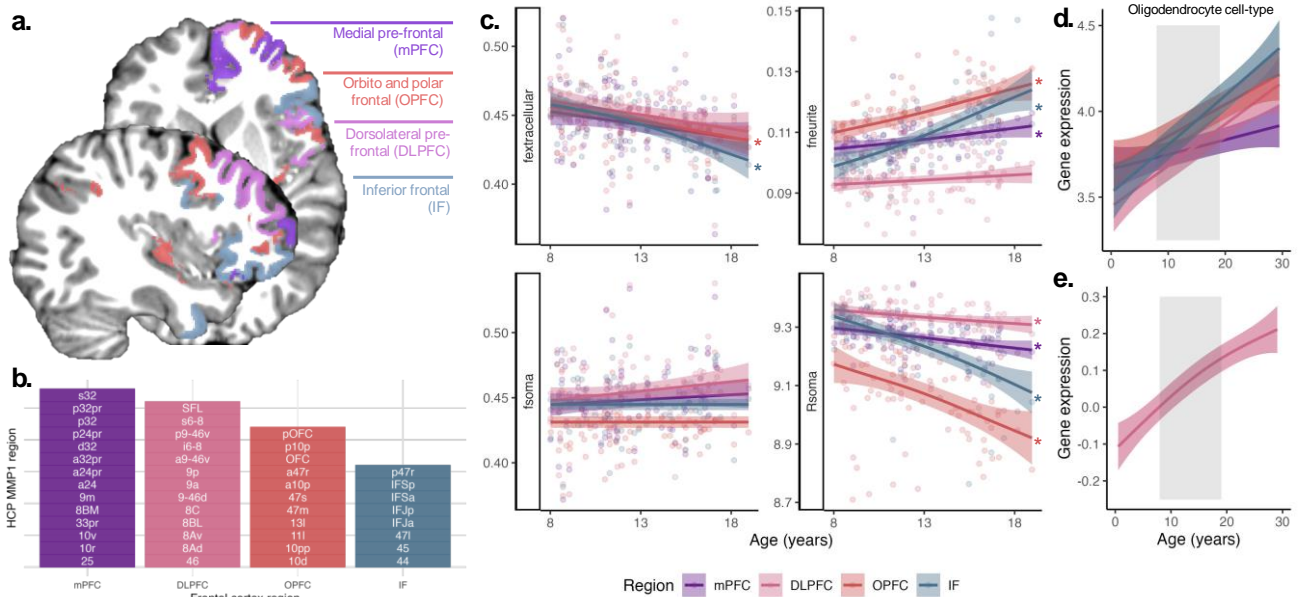 a.
Medial pre-frontal
(mPFC)
Orbito and polar
frontal (OPFC)
Dorsolateral pre-
frontal (DLPFC)
Inferior frontal
(IF)
b.
HCP MMP1 region
s32
p32pr
p32
p24pr
d32
a32pr
a24pr
a24
9m
8BM
33pr
10v
10r
25
SFL
s6-8
p9-46v
i6-8
a9-46v
9p
9a
9-46d
8C
8BL
8Av
8Ad
46
pOFC
p10p
OFC
a47r
a10p
47s
47m
13l
11l
10pp
10d
p47r
IFSp
IFSa
IFJp
IFJa
47l
45
44
mPFC DLPFC OPFC IF
Frontal cortex region
c.
fextracellular
0.50
0.45
0.40
8 13 18
*
*
fneurite
0.15
0.13
0.11
0.09
8 13 18
*
*
*
fsoma
0.50
0.45
0.40
8 13 18
Rsoma
9.3
9.1
8.9
8.7
8 13 18
*
*
*
*
Age (years)
Region mPFC DLPFC OPFC IF
d.
Oligodendrocyte cell-type
Gene expression
4.5
4.0
3.5
0 10 20 30
e.
Gene expression
0.3
0.2
0.1
0.0
-0.1
-0.2
0 10 20 30
Age (years)